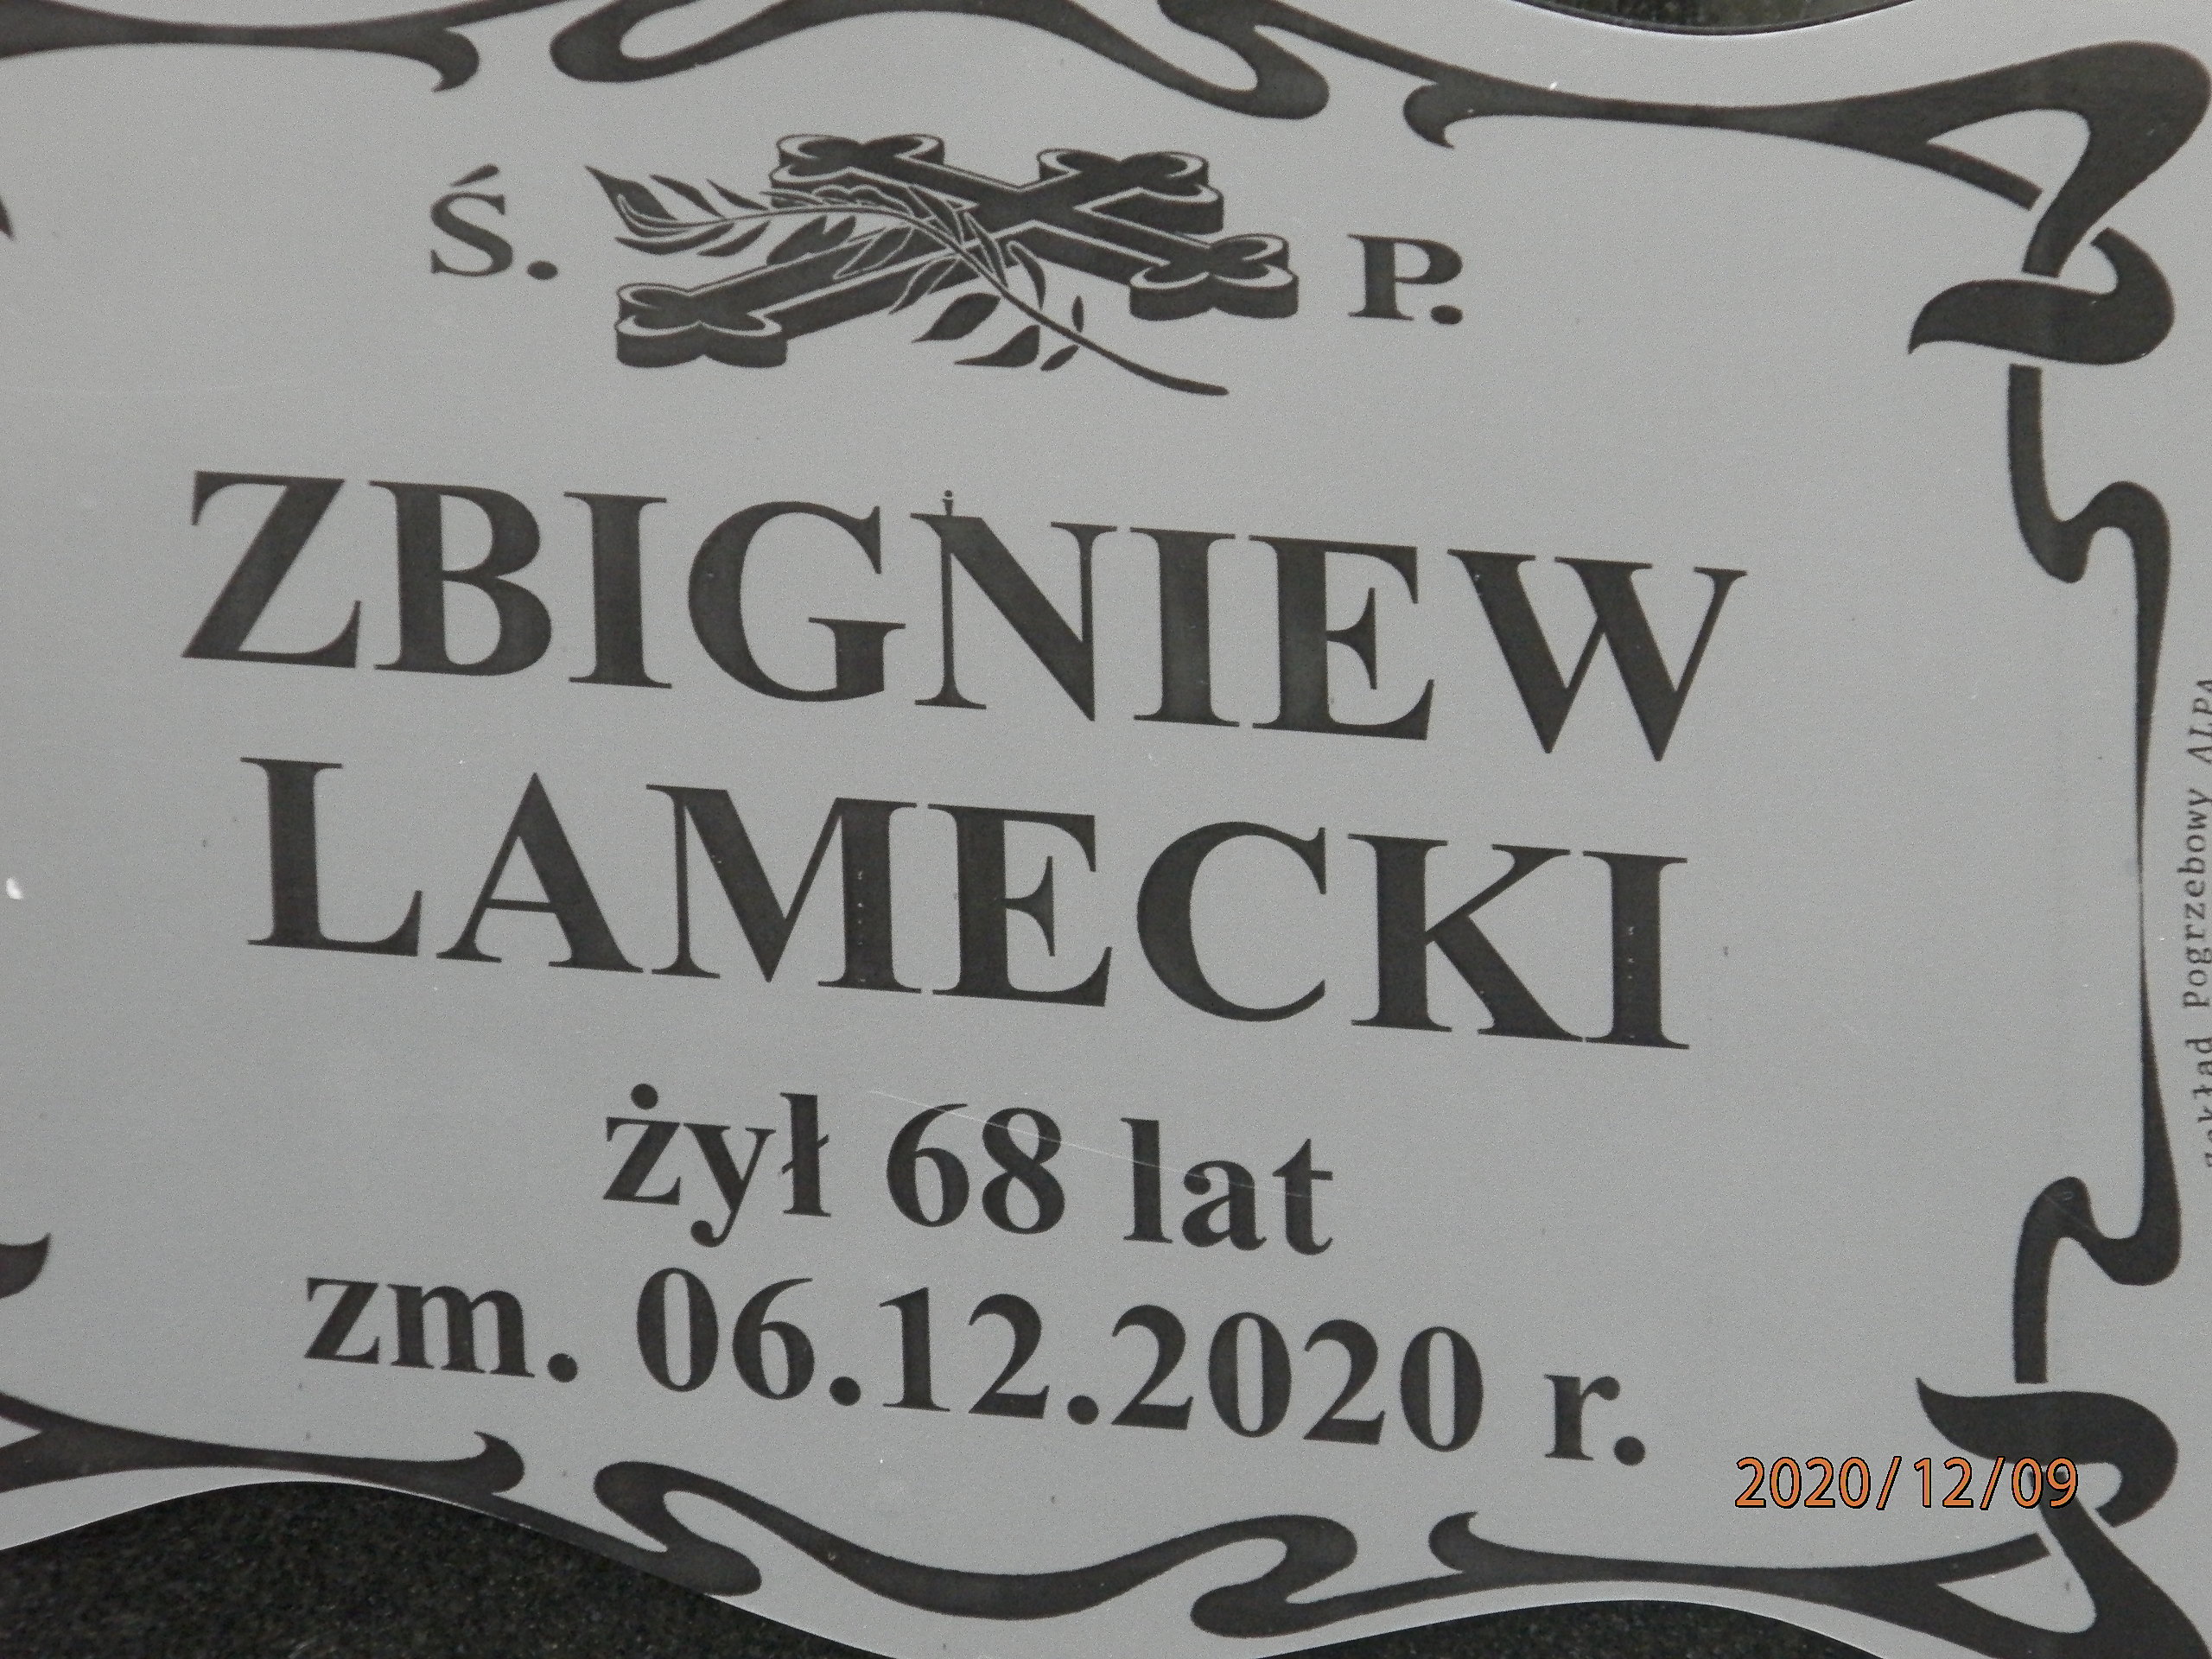 Ś. P.
ZBIGNIEW
LAMECKI
żył 68 lat
zm. 06.12.2020 r.
2020/12/09
Zakład Pogrzebowy ALPA